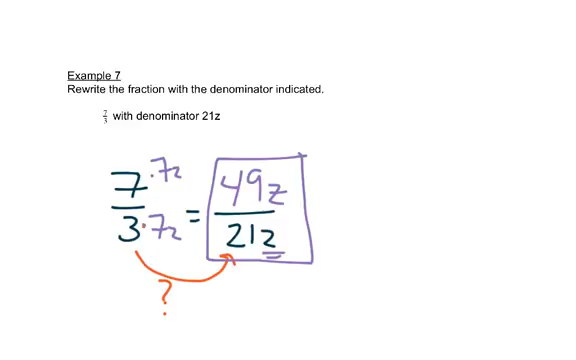 Example 7
Rewrite the fraction with the denominator indicated.
7/3 with denominator 21z
7·7z / 3·7z = 49z / 21z
?